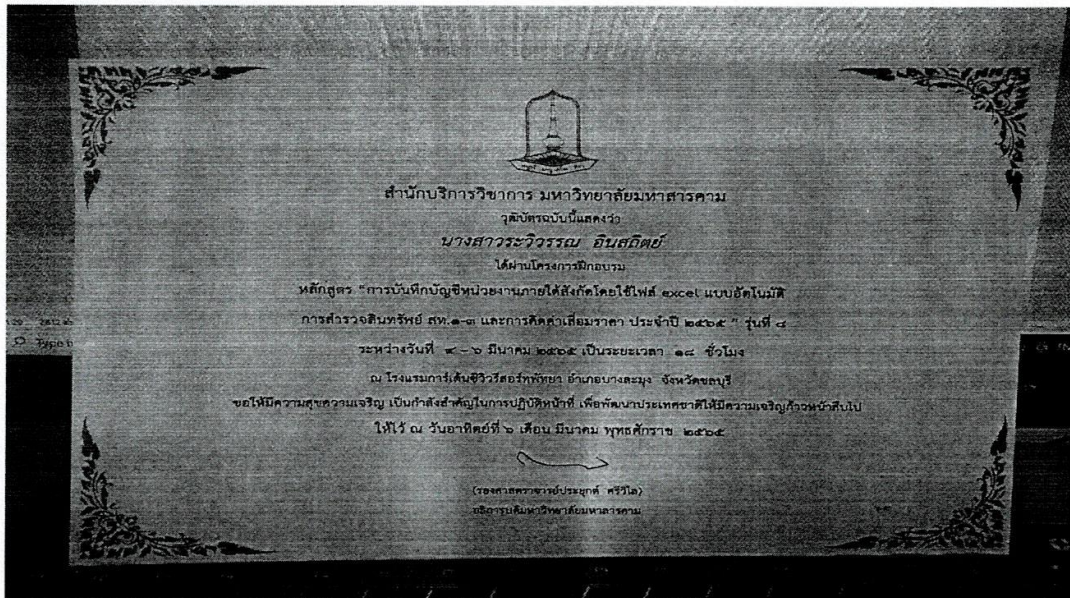 สำนักบริการวิชาการ มหาวิทยาลัยมหาสารคาม
วุฒิบัตรฉบับนี้แสดงว่า
นางสาวระวิวรรณ อินสถิตย์
ได้ผ่านโครงการฝึกอบรม
หลักสูตร "การบันทึกบัญชีหน่วยงานภายใต้สังกัดโดยใช้ไฟล์ excel แบบอัตโนมัติ
การสำรวจสินทรัพย์ สท.๑-๓ และการคิดค่าเสื่อมราคา ประจำปี ๒๕๖๕ " รุ่นที่ ๘
ระหว่างวันที่ ๔ - ๖ มีนาคม ๒๕๖๕ เป็นระยะเวลา ๑๘ ชั่วโมง
ณ โรงแรมการ์เด้นซีวิวรีสอร์ทพัทยา อำเภอบางละมุง จังหวัดชลบุรี
ขอให้มีความสุขความเจริญ เป็นกำลังสำคัญในการปฏิบัติหน้าที่ เพื่อพัฒนาประเทศชาติให้มีความเจริญก้าวหน้าสืบไป
ให้ไว้ ณ วันอาทิตย์ที่ ๖ เดือน มีนาคม พุทธศักราช ๒๕๖๕
(รองศาสตราจารย์ประยุกต์ ศรีวิไล)
อธิการบดีมหาวิทยาลัยมหาสารคาม
Type